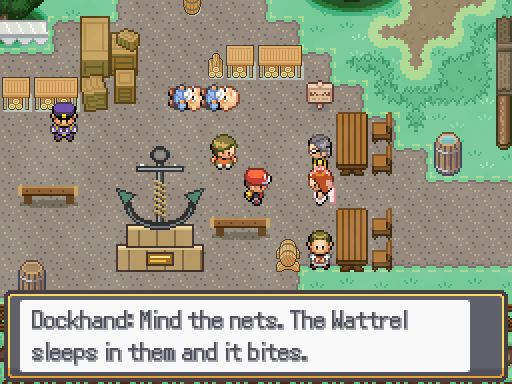 Dockhand: Mind the nets. The Wattrel
sleeps in them and it bites.